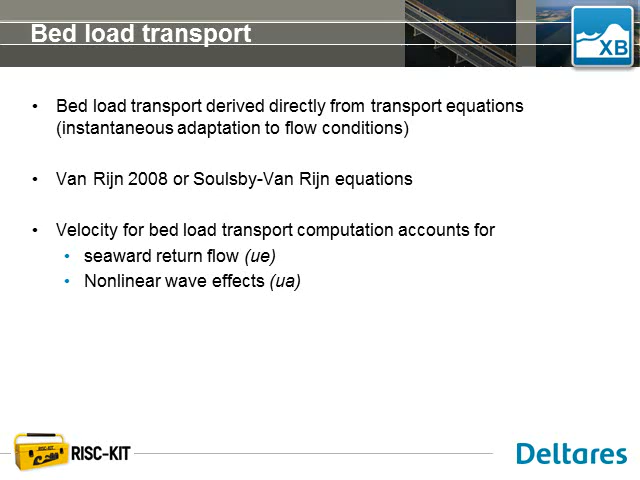 Bed load transport
XB
• Bed load transport derived directly from transport equations
(instantaneous adaptation to flow conditions)
• Van Rijn 2008 or Soulsby-Van Rijn equations
• Velocity for bed load transport computation accounts for
• seaward return flow (ue)
• Nonlinear wave effects (ua)
RISC-KIT
RISC-KIT
Deltares